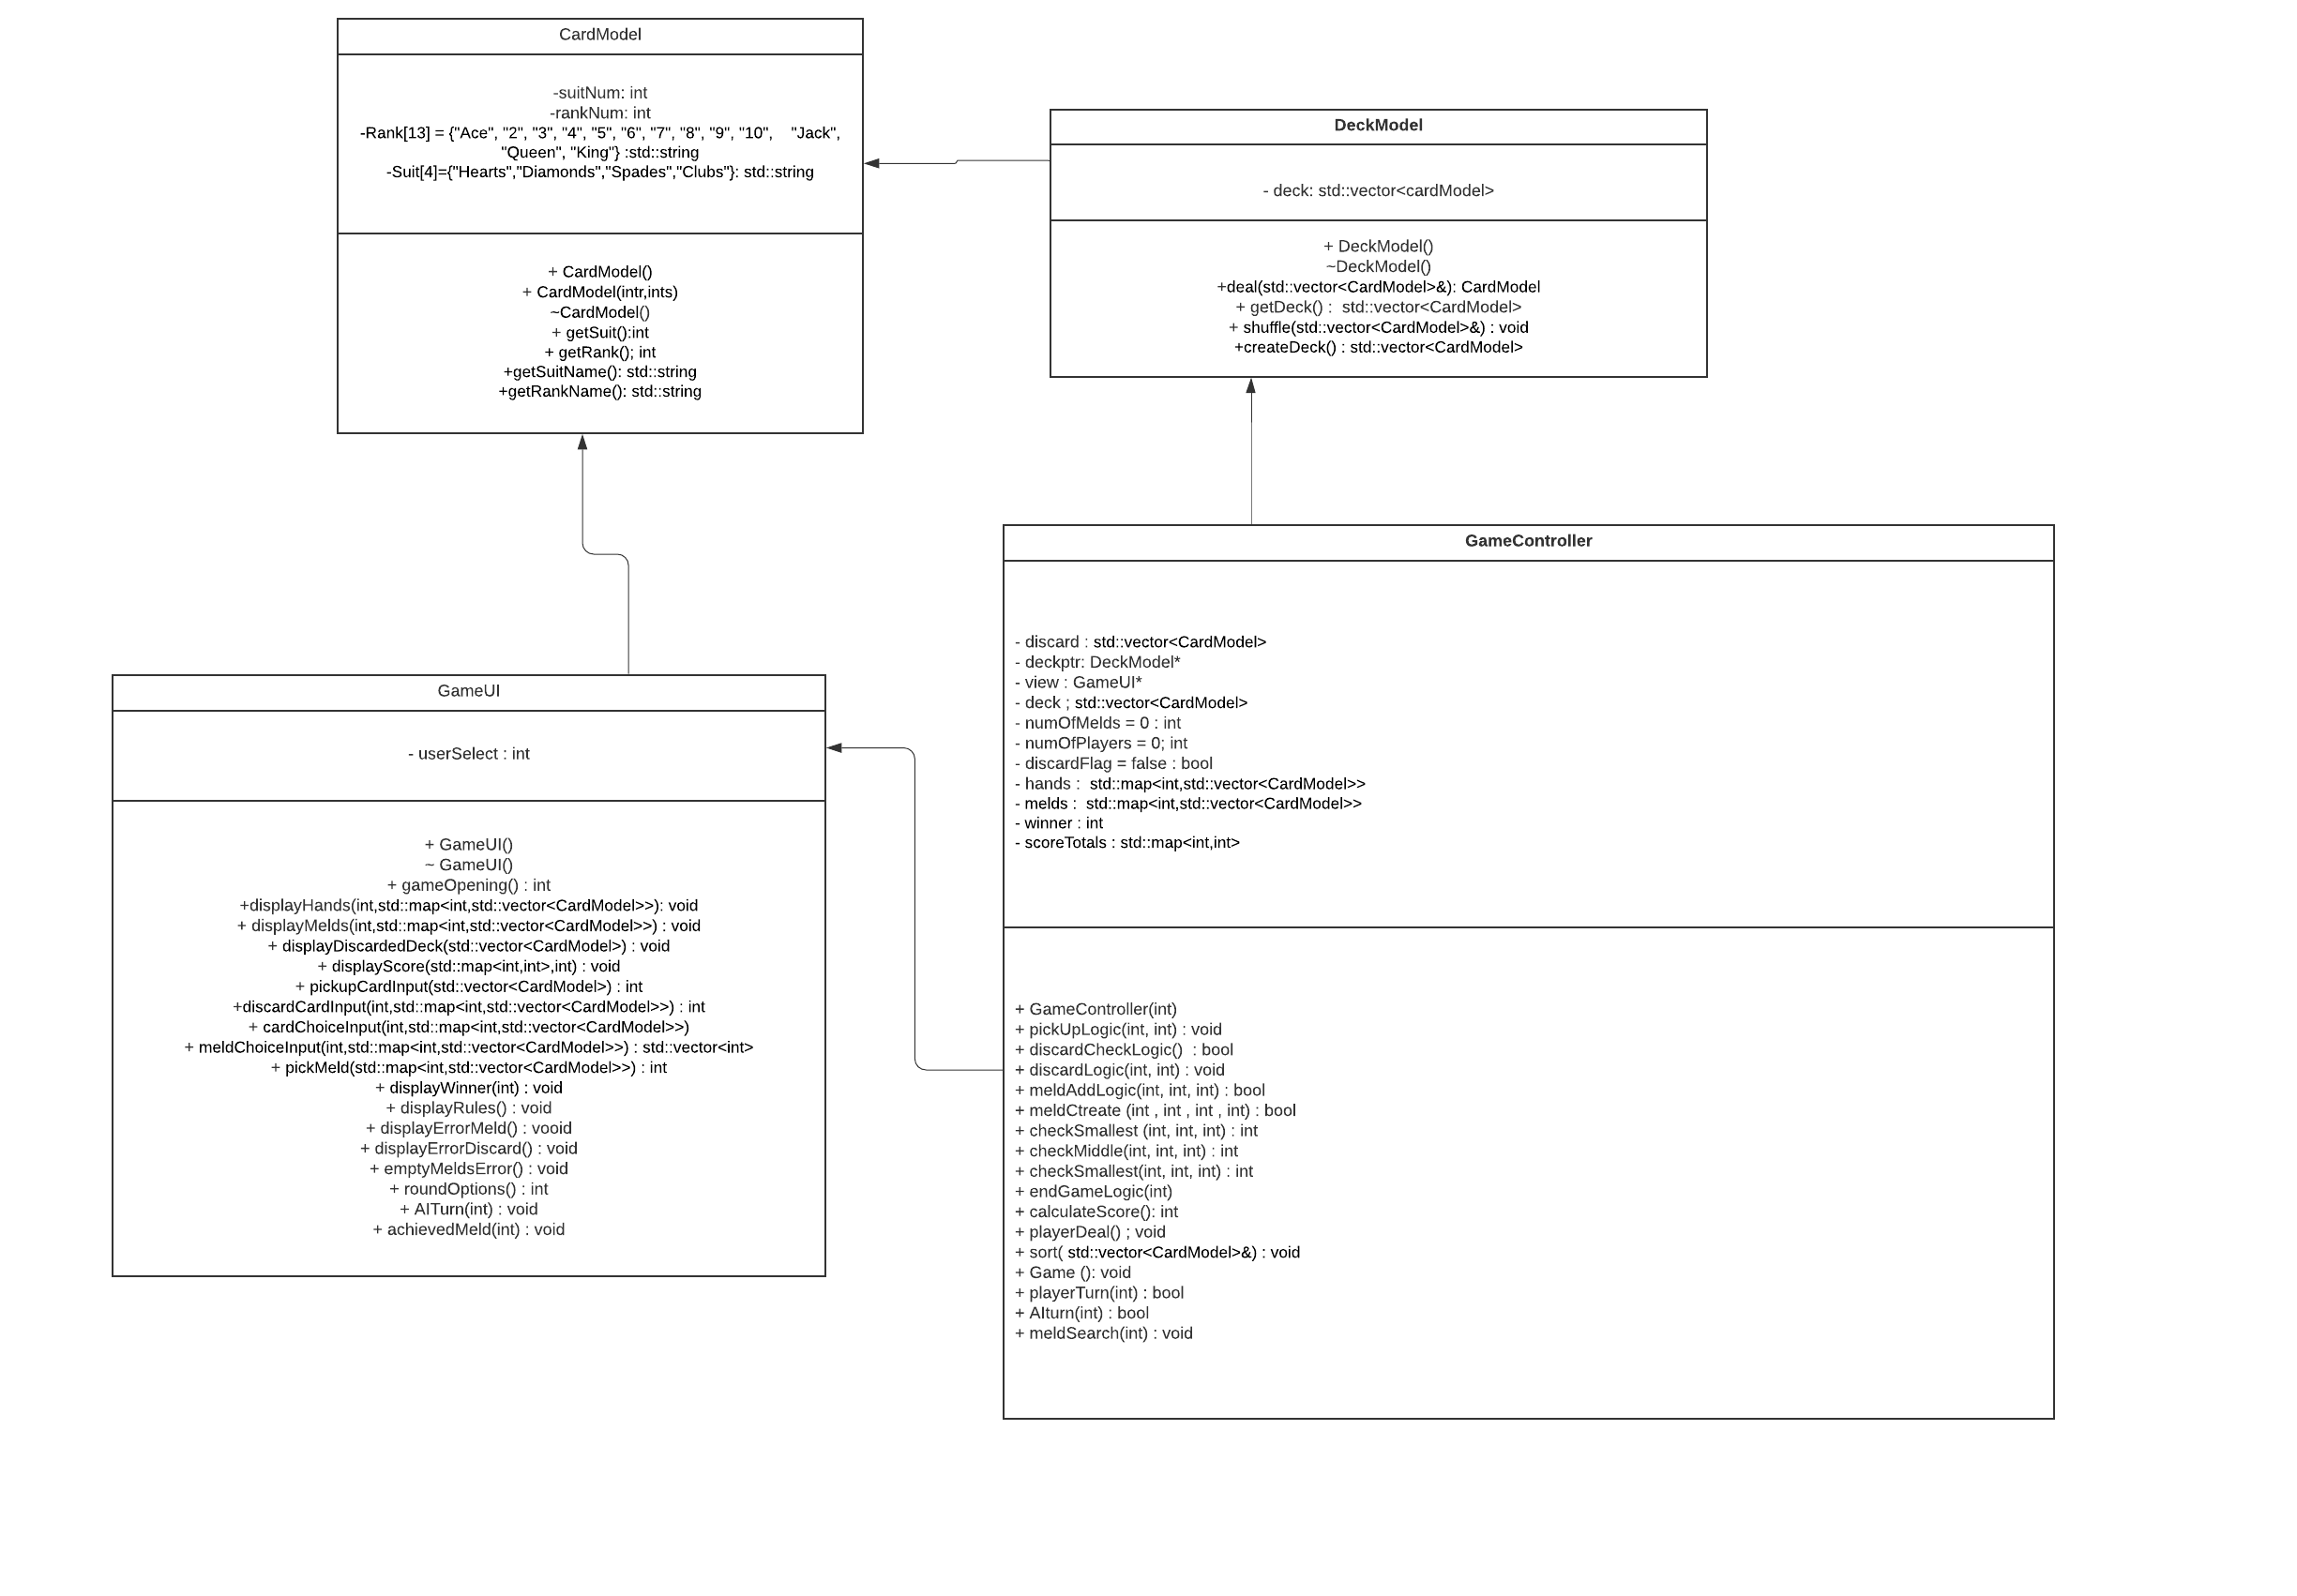 CardModel
-suitNum: int
-rankNum: int
-Rank[13] = {"Ace", "2", "3", "4", "5", "6", "7", "8", "9", "10",    "Jack",
"Queen", "King"} :std::string
-Suit[4]={"Hearts","Diamonds","Spades","Clubs"}: std::string
+ CardModel()
+ CardModel(intr,ints)
~CardModel()
+ getSuit():int
+ getRank(); int
+getSuitName(): std::string
+getRankName(): std::string
DeckModel
- deck: std::vector<cardModel>
+ DeckModel()
~DeckModel()
+deal(std::vector<CardModel>&): CardModel
+ getDeck() :  std::vector<CardModel>
+ shuffle(std::vector<CardModel>&) : void
+createDeck() : std::vector<CardModel>
GameUI
- userSelect : int
+ GameUI()
~ GameUI()
+ gameOpening() : int
+displayHands(int,std::map<int,std::vector<CardModel>>): void
+ displayMelds(int,std::map<int,std::vector<CardModel>>) : void
+ displayDiscardedDeck(std::vector<CardModel>) : void
+ displayScore(std::map<int,int>,int) : void
+ pickupCardInput(std::vector<CardModel>) : int
+discardCardInput(int,std::map<int,std::vector<CardModel>>) : int
+ cardChoiceInput(int,std::map<int,std::vector<CardModel>>)
+ meldChoiceInput(int,std::map<int,std::vector<CardModel>>) : std::vector<int>
+ pickMeld(std::map<int,std::vector<CardModel>>) : int
+ displayWinner(int) : void
+ displayRules() : void
+ displayErrorMeld() : vooid
+ displayErrorDiscard() : void
+ emptyMeldsError() : void
+ roundOptions() : int
+ AITurn(int) : void
+ achievedMeld(int) : void
GameController
- discard : std::vector<CardModel>
- deckptr: DeckModel*
- view : GameUI*
- deck ; std::vector<CardModel>
- numOfMelds = 0 : int
- numOfPlayers = 0; int
- discardFlag = false : bool
- hands :  std::map<int,std::vector<CardModel>>
- melds :  std::map<int,std::vector<CardModel>>
- winner : int
- scoreTotals : std::map<int,int>
+ GameController(int)
+ pickUpLogic(int, int) : void
+ discardCheckLogic()  : bool
+ discardLogic(int, int) : void
+ meldAddLogic(int, int, int) : bool
+ meldCtreate (int , int , int , int) : bool
+ checkSmallest (int, int, int) : int
+ checkMiddle(int, int, int) : int
+ checkSmallest(int, int, int) : int
+ endGameLogic(int)
+ calculateScore(): int
+ playerDeal() ; void
+ sort( std::vector<CardModel>&) : void
+ Game (): void
+ playerTurn(int) : bool
+ AIturn(int) : bool
+ meldSearch(int) : void